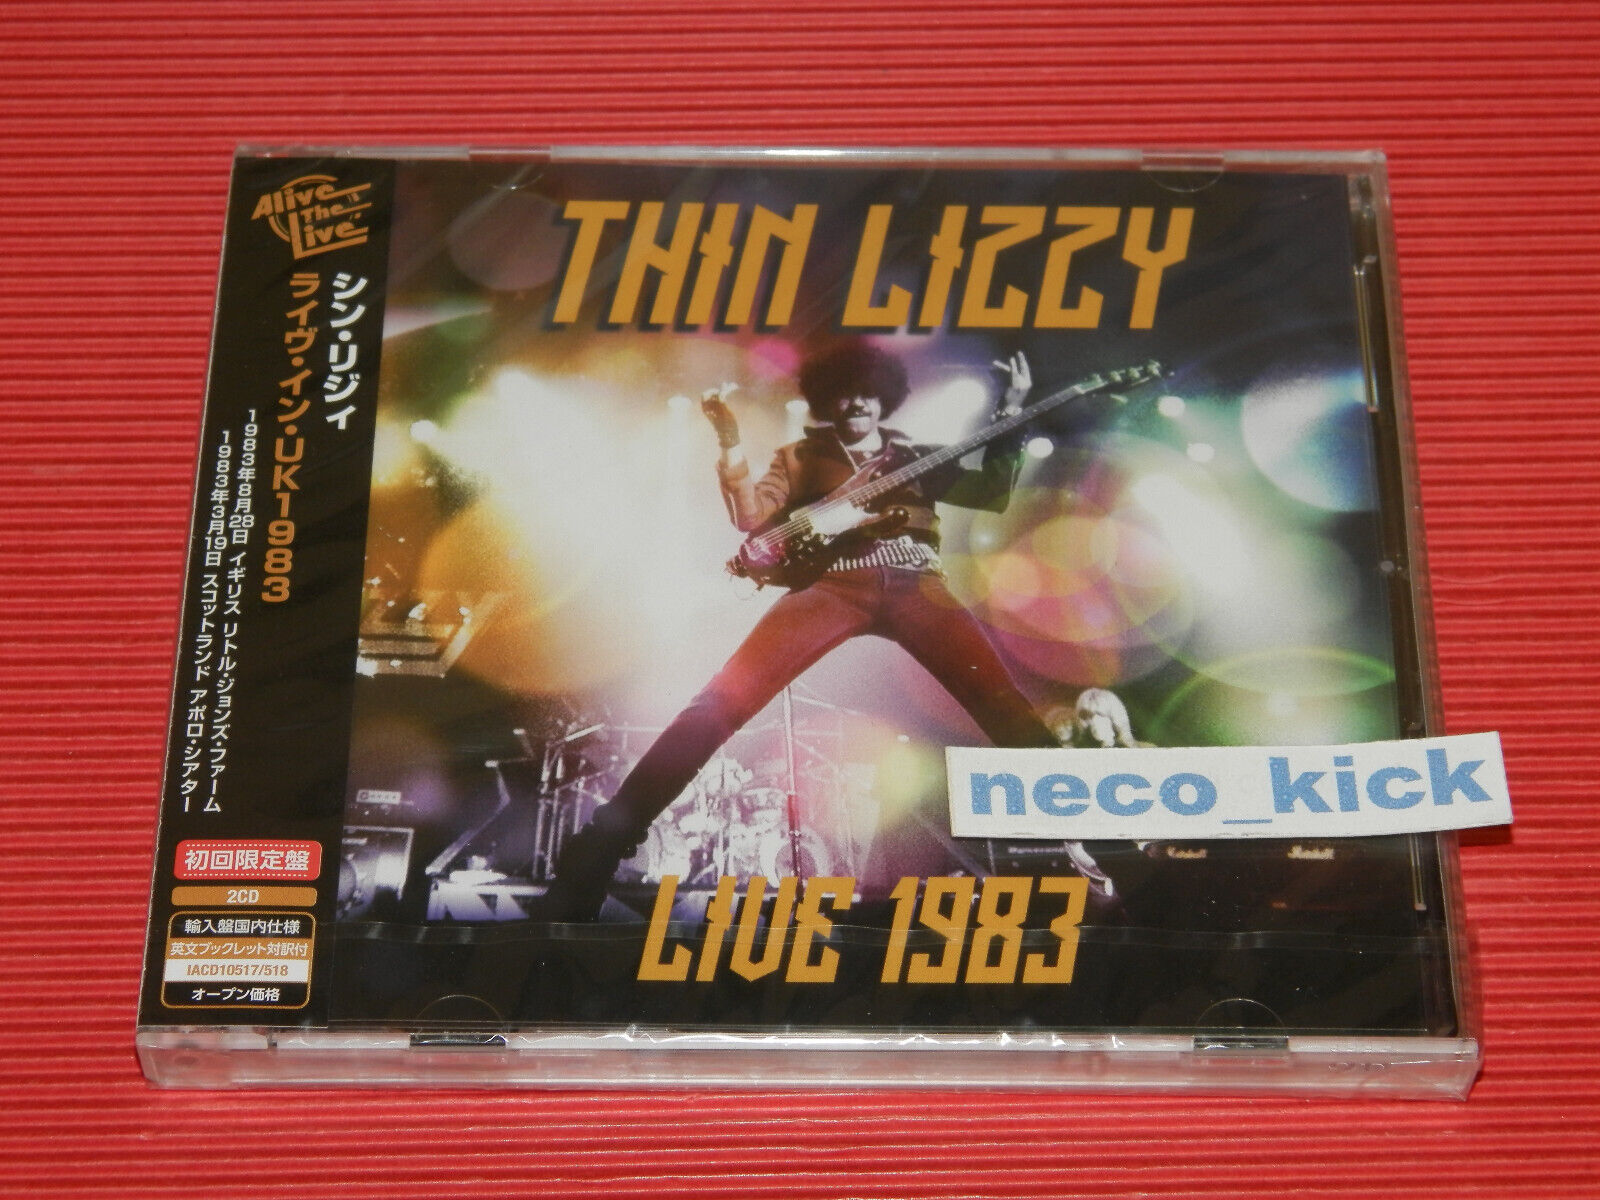 Alive
The
Live
シン・リジィ
ライヴ・イン・UK1983
1983年8月28日 イギリス リトル・ジョンズ・ファーム
1983年3月19日 スコットランド アポロ・シアター
初回限定盤
2CD
輸入盤国内仕様
英文ブックレット対訳付
IACD10517/518
オープン価格
THIN LIZZY
neco_kick
LIVE 1983